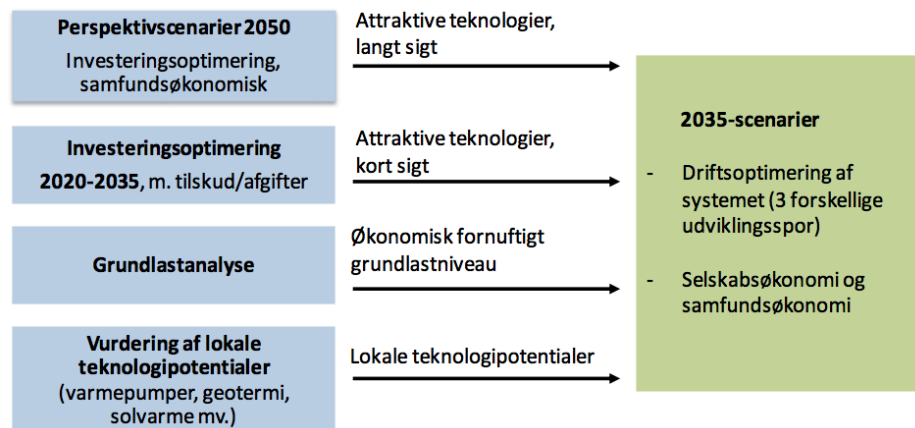 Perspektivscenarier 2050
Investeringsoptimering,
samfundsøkonomisk
Attraktive teknologier,
langt sigt
Investeringsoptimering
2020-2035, m. tilskud/afgifter
Attraktive teknologier,
kort sigt
Grundlastanalyse
Økonomisk fornuftigt
grundlastniveau
Vurdering af lokale
teknologipotentialer
(varmepumper, geotermi,
solvarme mv.)
Lokale teknologipotentialer
2035-scenarier
- Driftsoptimering af
systemet (3 forskellige
udviklingsspor)
- Selskabsøkonomi og
samfundsøkonomi